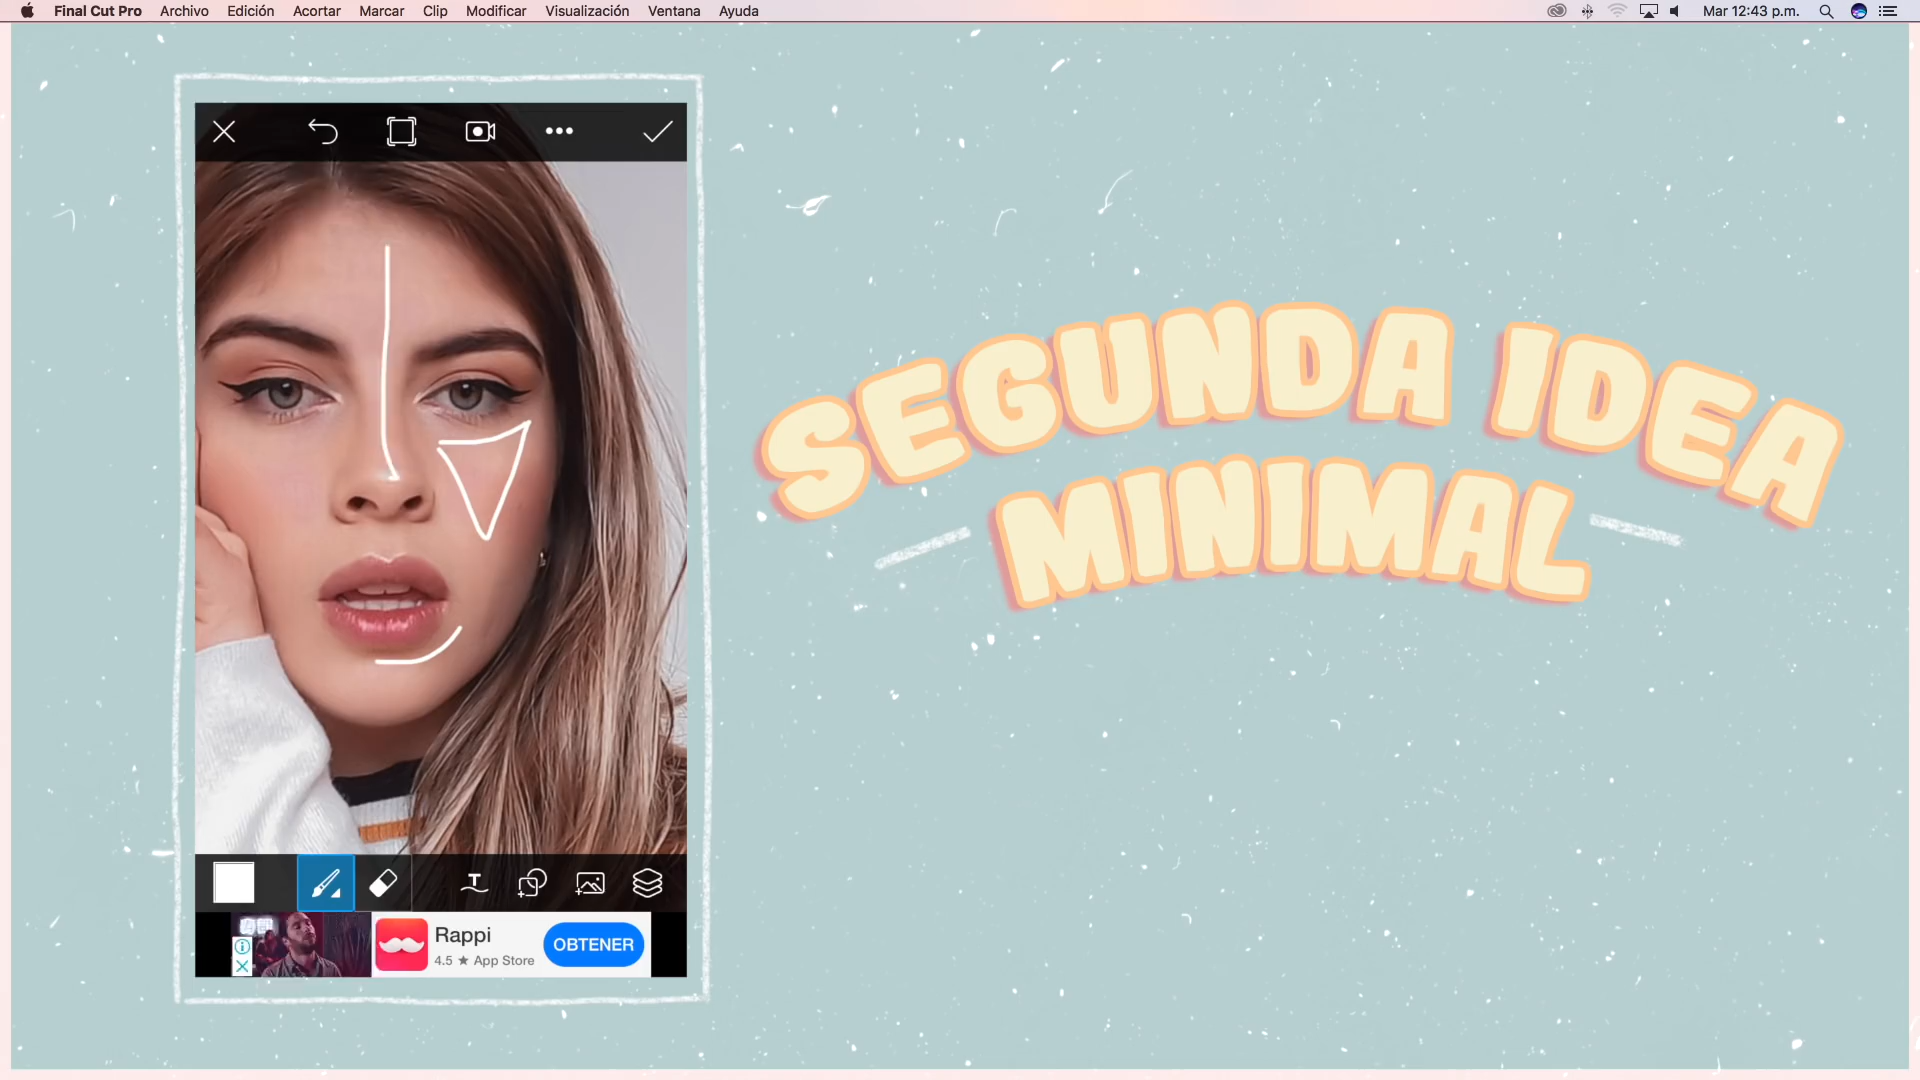 Final Cut Pro Archivo Edición Acortar Marcar Clip Modificar Visualización Ventana Ayuda Mar 12:43 p.m.
SEGUNDA IDEA
MINIMAL
Rappi
4.5 ★ App Store
OBTENER